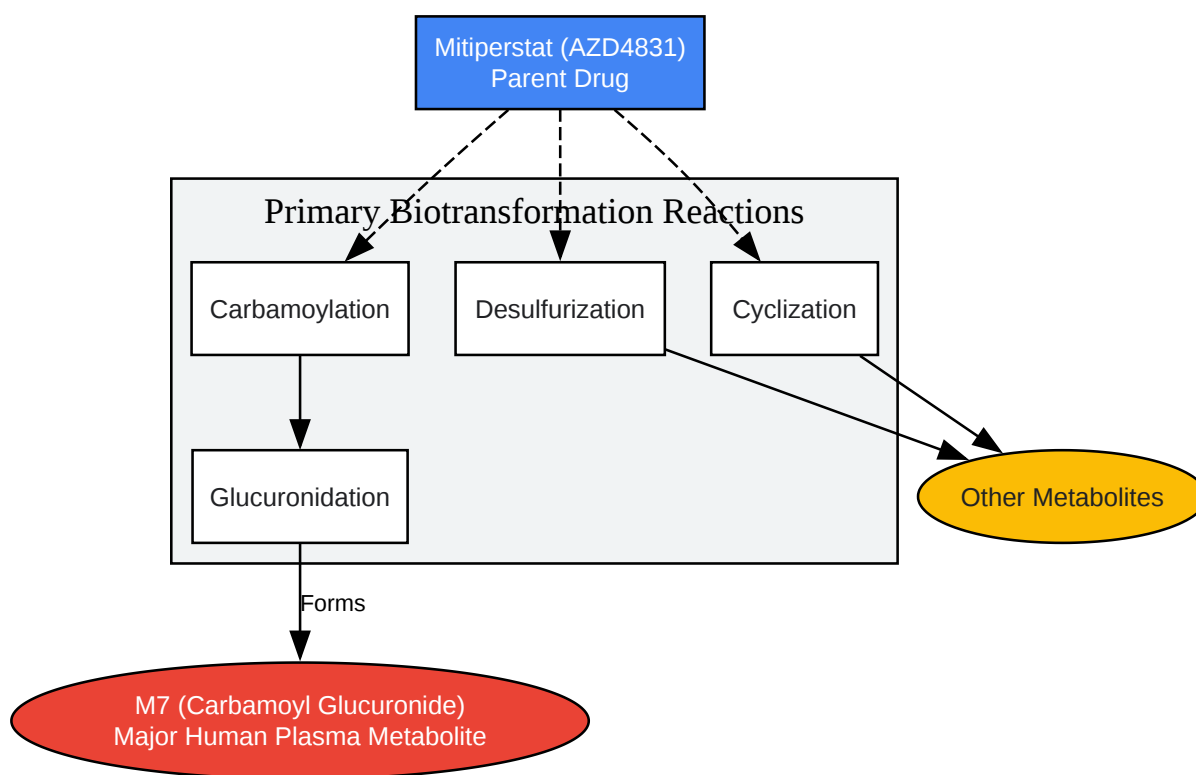 Mitiperstat (AZD4831)
Parent Drug
Primary Biotransformation Reactions
Carbamoylation
Desulfurization
Cyclization
Glucuronidation
Other Metabolites
Forms
M7 (Carbamoyl Glucuronide)
Major Human Plasma Metabolite